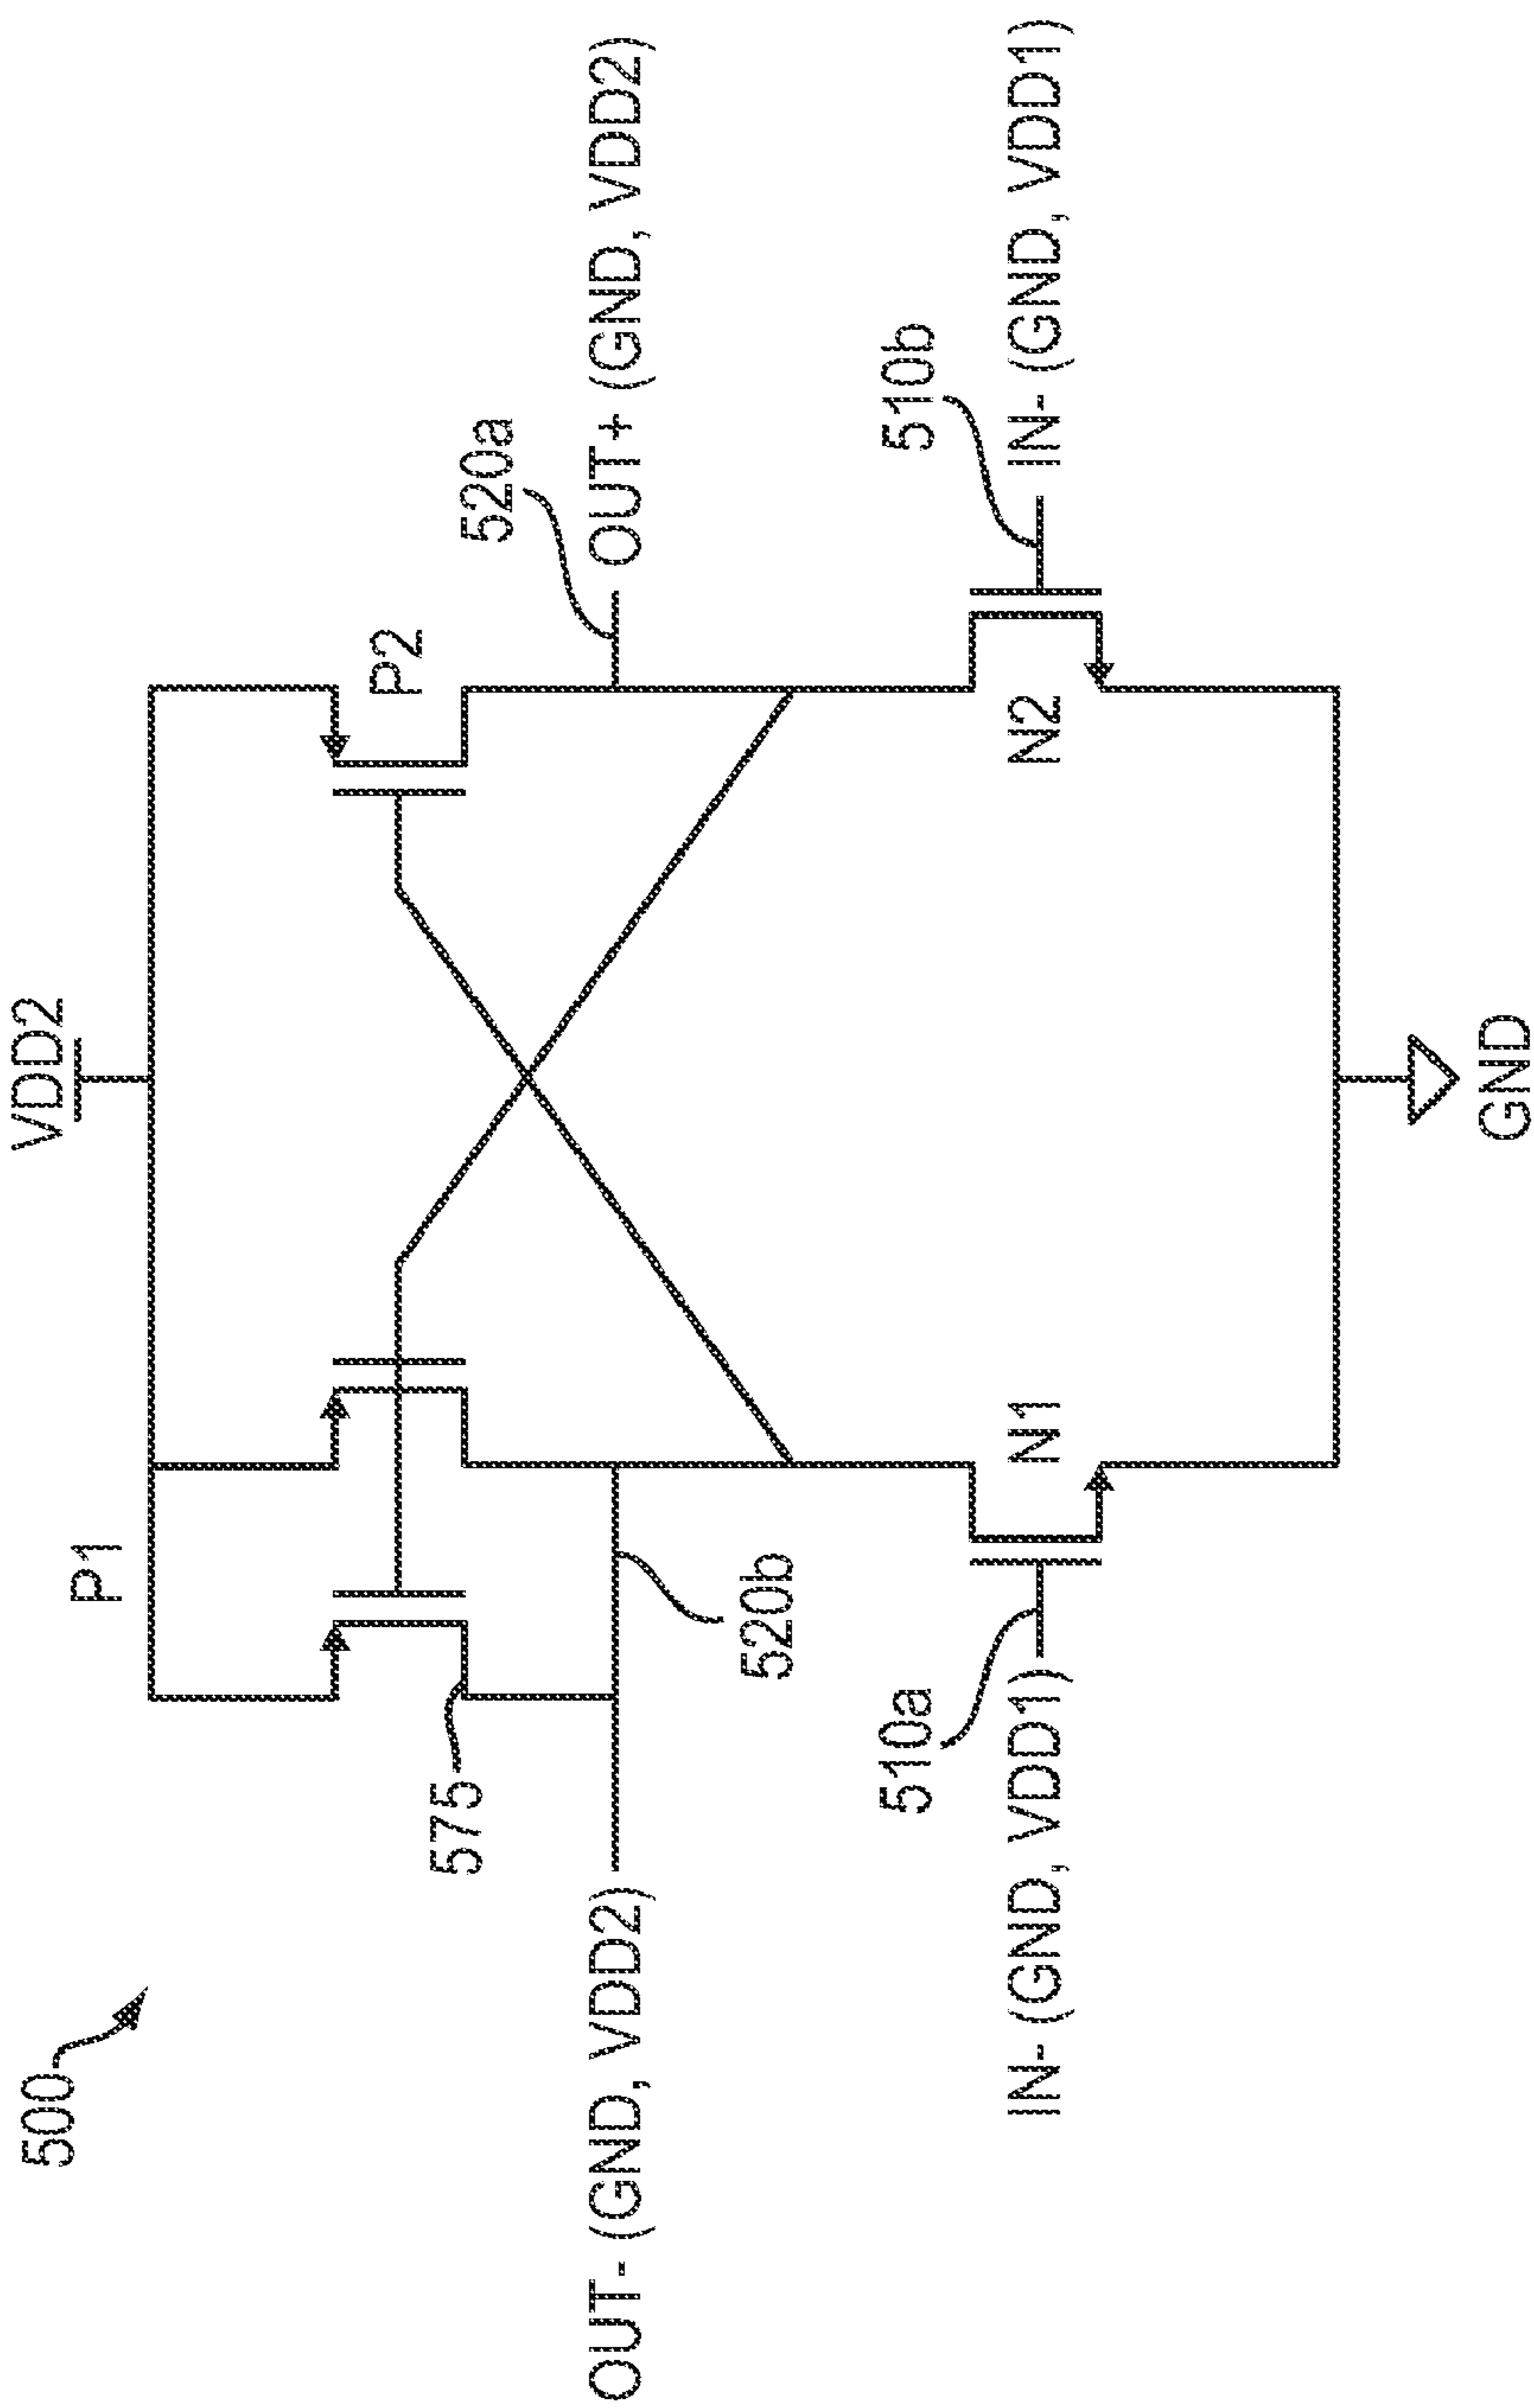 500
VDD2
P1
P2
575
520a
OUT- (GND, VDD2)
OUT+ (GND, VDD2)
520b
510a
510b
IN- (GND, VDD1)
N1
N2
IN- (GND, VDD1)
GND